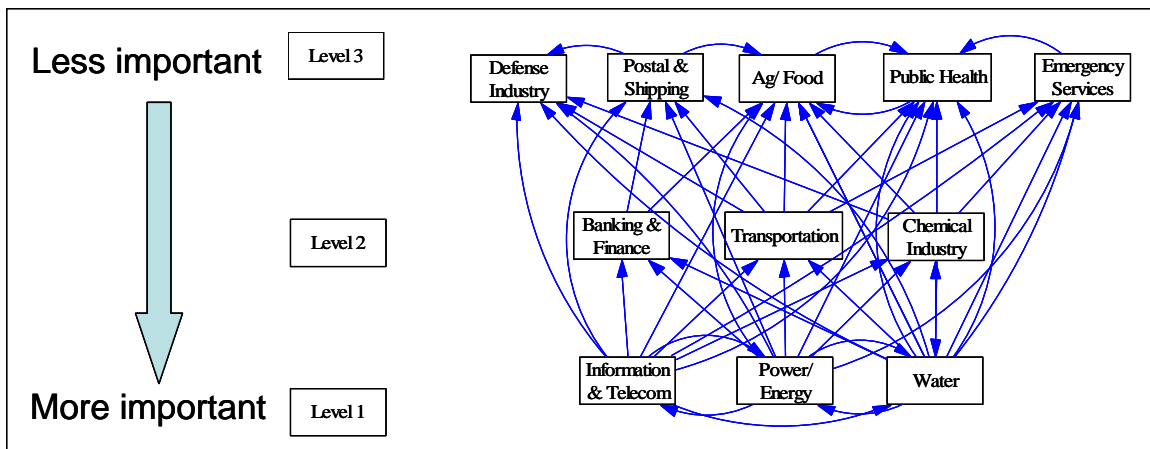 Less important
Level 3
Defense
Industry
Postal &
Shipping
Ag/ Food
Public Health
Emergency
Services
Level 2
Banking &
Finance
Transportation
Chemical
Industry
More important
Level 1
Information
& Telecom
Power/
Energy
Water